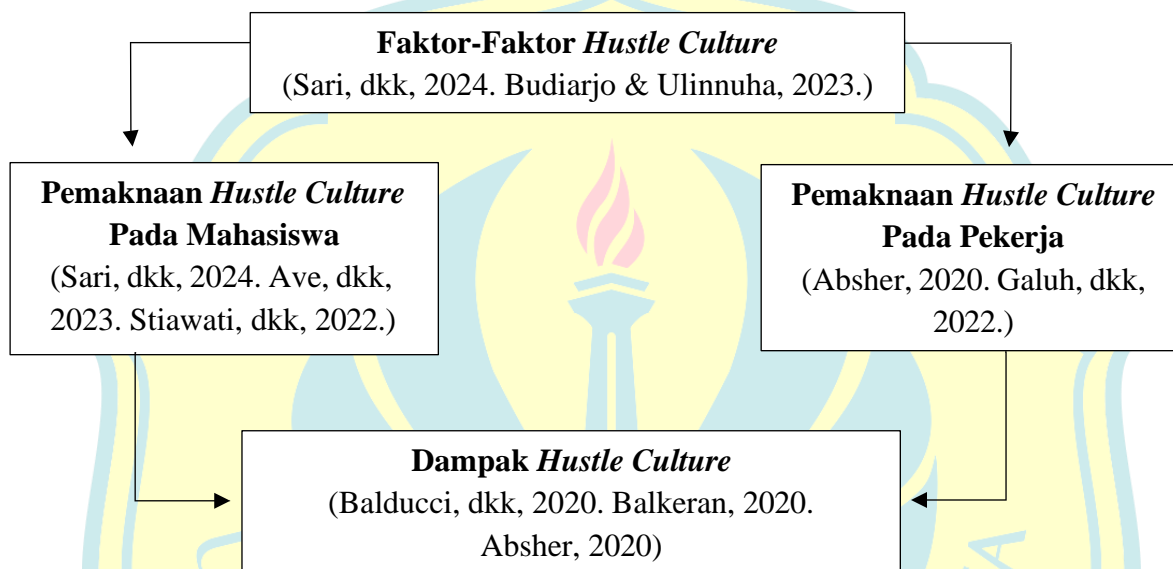 Faktor-Faktor Hustle Culture
(Sari, dkk, 2024. Budiarjo & Ulinnuha, 2023.)
Pemaknaan Hustle Culture
Pada Mahasiswa
(Sari, dkk, 2024. Ave, dkk,
2023. Stiawati, dkk, 2022.)
Pemaknaan Hustle Culture
Pada Pekerja
(Absher, 2020. Galuh, dkk,
2022.)
Dampak Hustle Culture
(Balducci, dkk, 2020. Balkeran, 2020.
Absher, 2020)